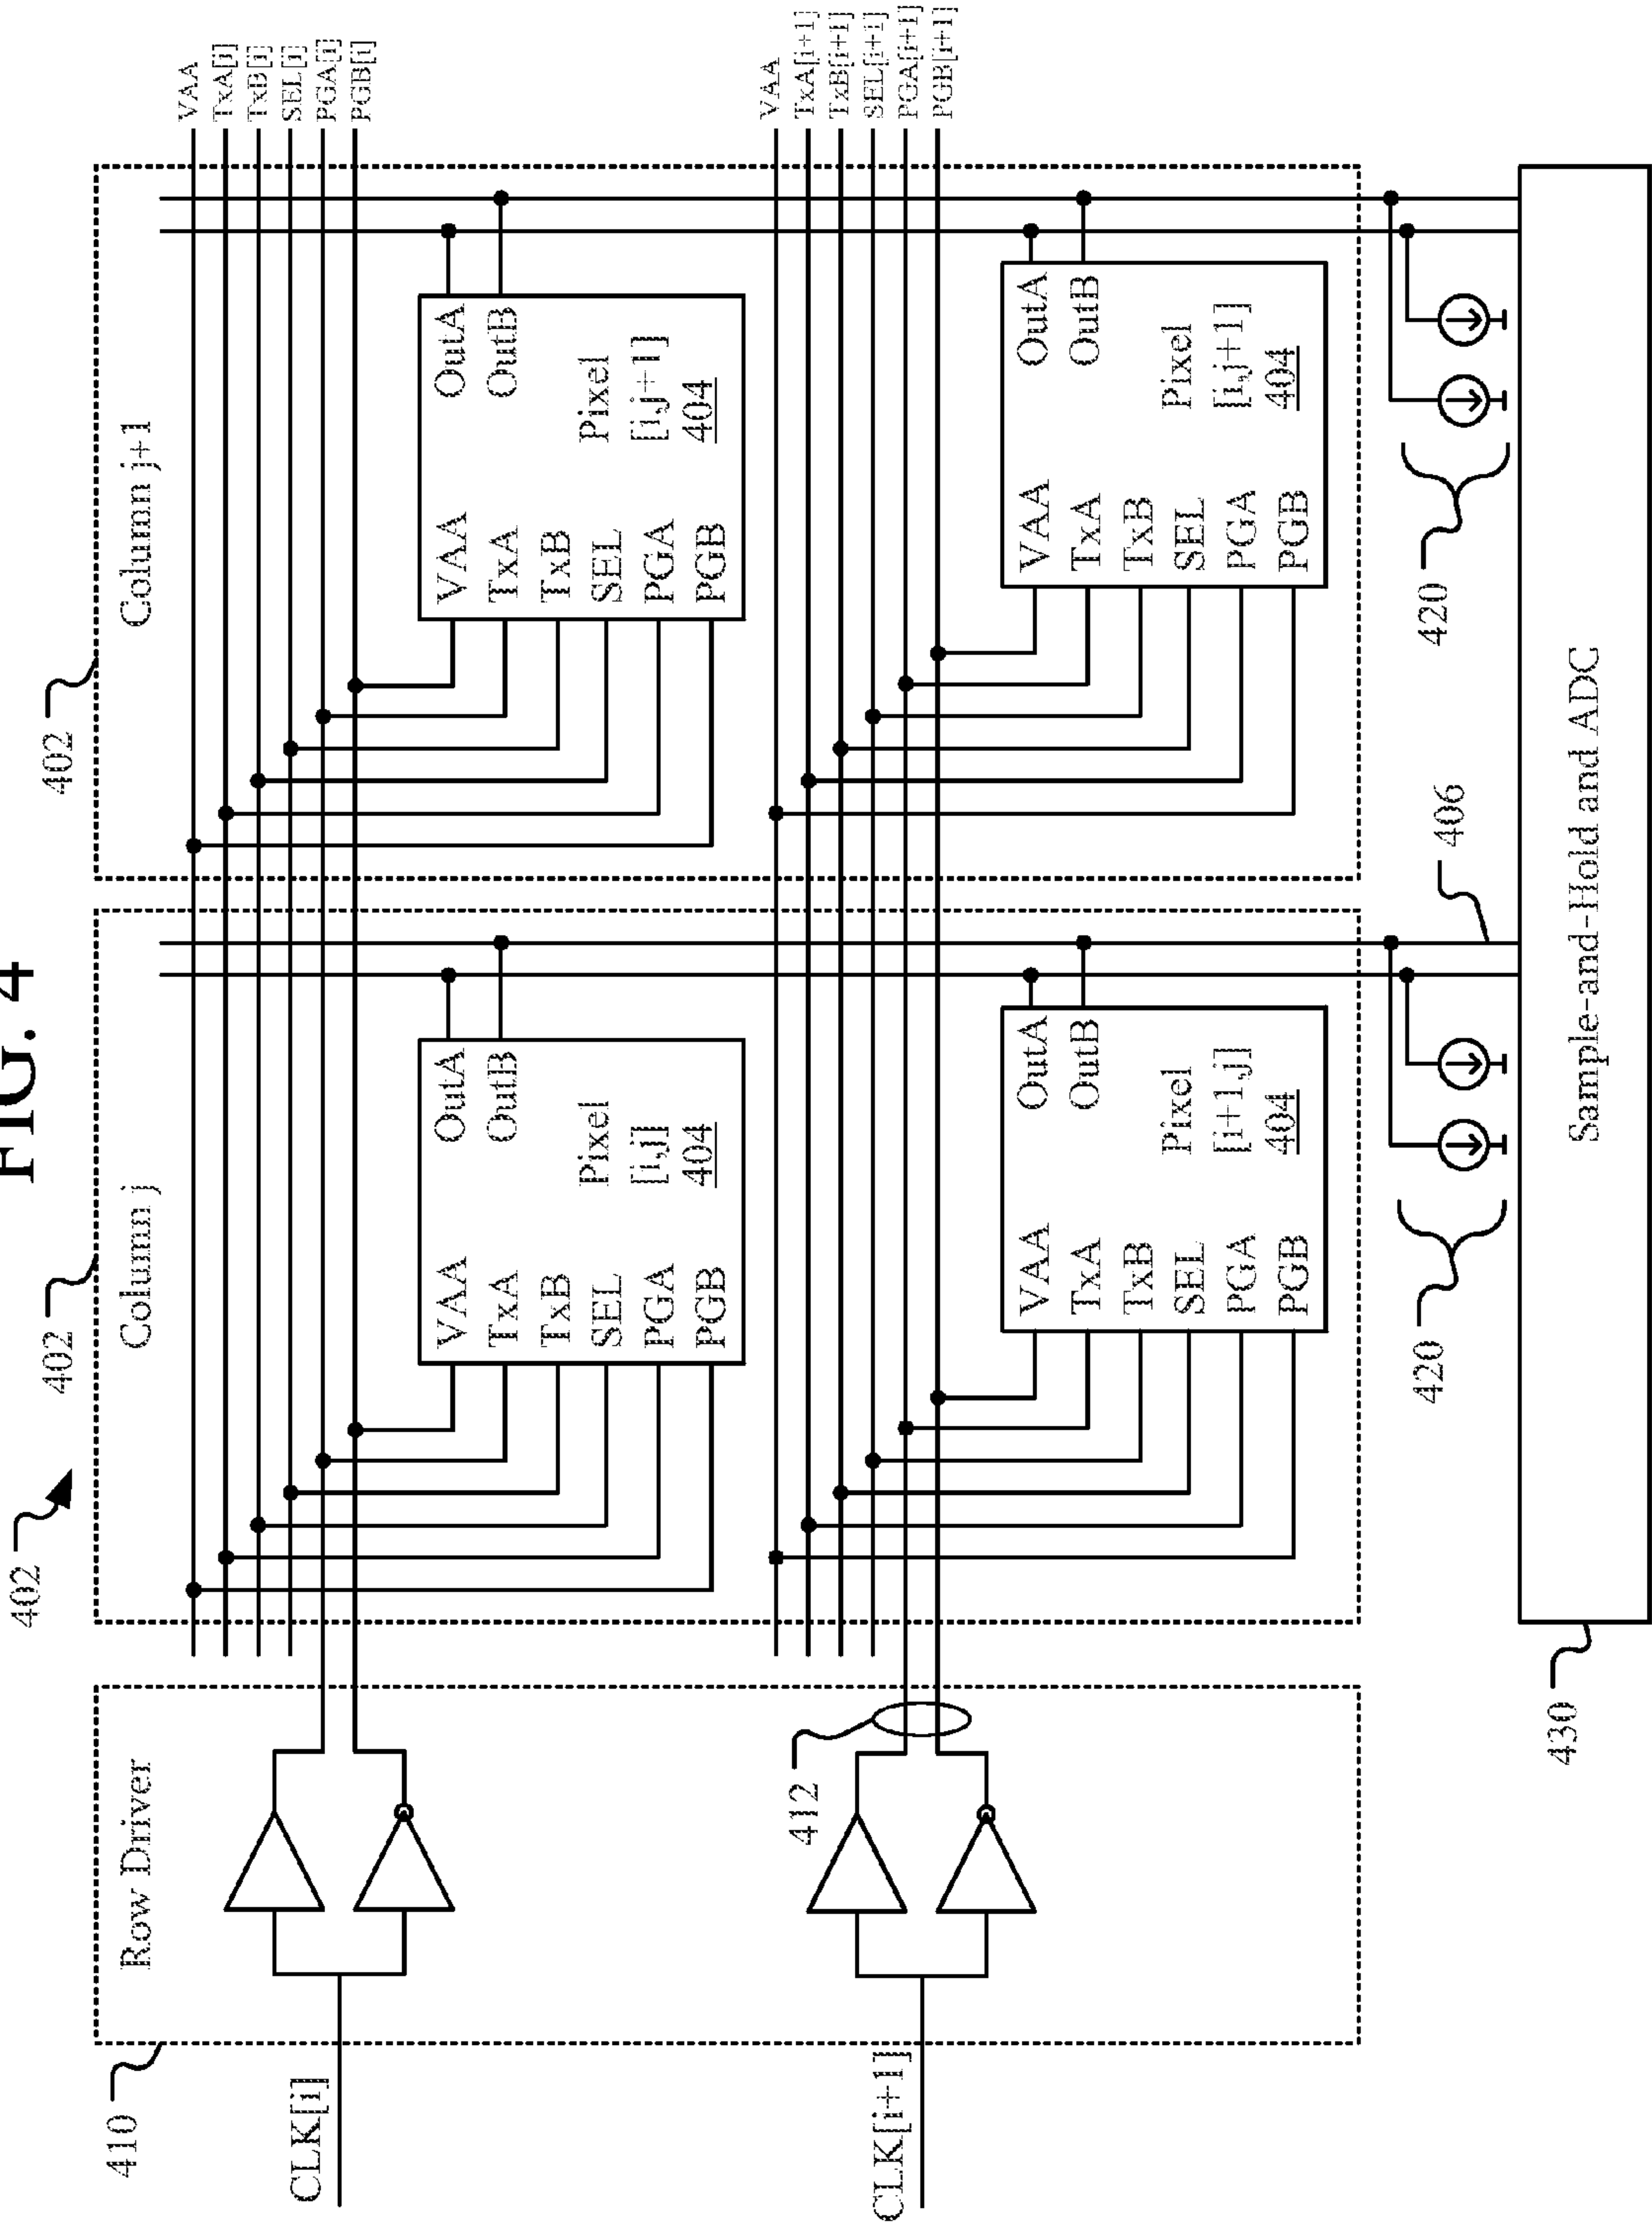 FIG. 4
402
402
402
Row Driver
Column j
Column j+1
410
CLK[i]
VAA
TxA[i]
TxB[i]
SEL[i]
PGA[i]
PGB[i]
VAA
TxA
TxB
SEL
PGA
PGB
OutA
OutB
Pixel
[i,j]
404
VAA
TxA
TxB
SEL
PGA
PGB
OutA
OutB
Pixel
[i,j+1]
404
CLK[i+1]
412
VAA
TxA[i+1]
TxB[i+1]
SEL[i+1]
PGA[i+1]
PGB[i+1]
VAA
TxA
TxB
SEL
PGA
PGB
OutA
OutB
Pixel
[i+1,j]
404
VAA
TxA
TxB
SEL
PGA
PGB
OutA
OutB
Pixel
[i,j+1]
404
420
406
420
430
Sample-and-Hold and ADC